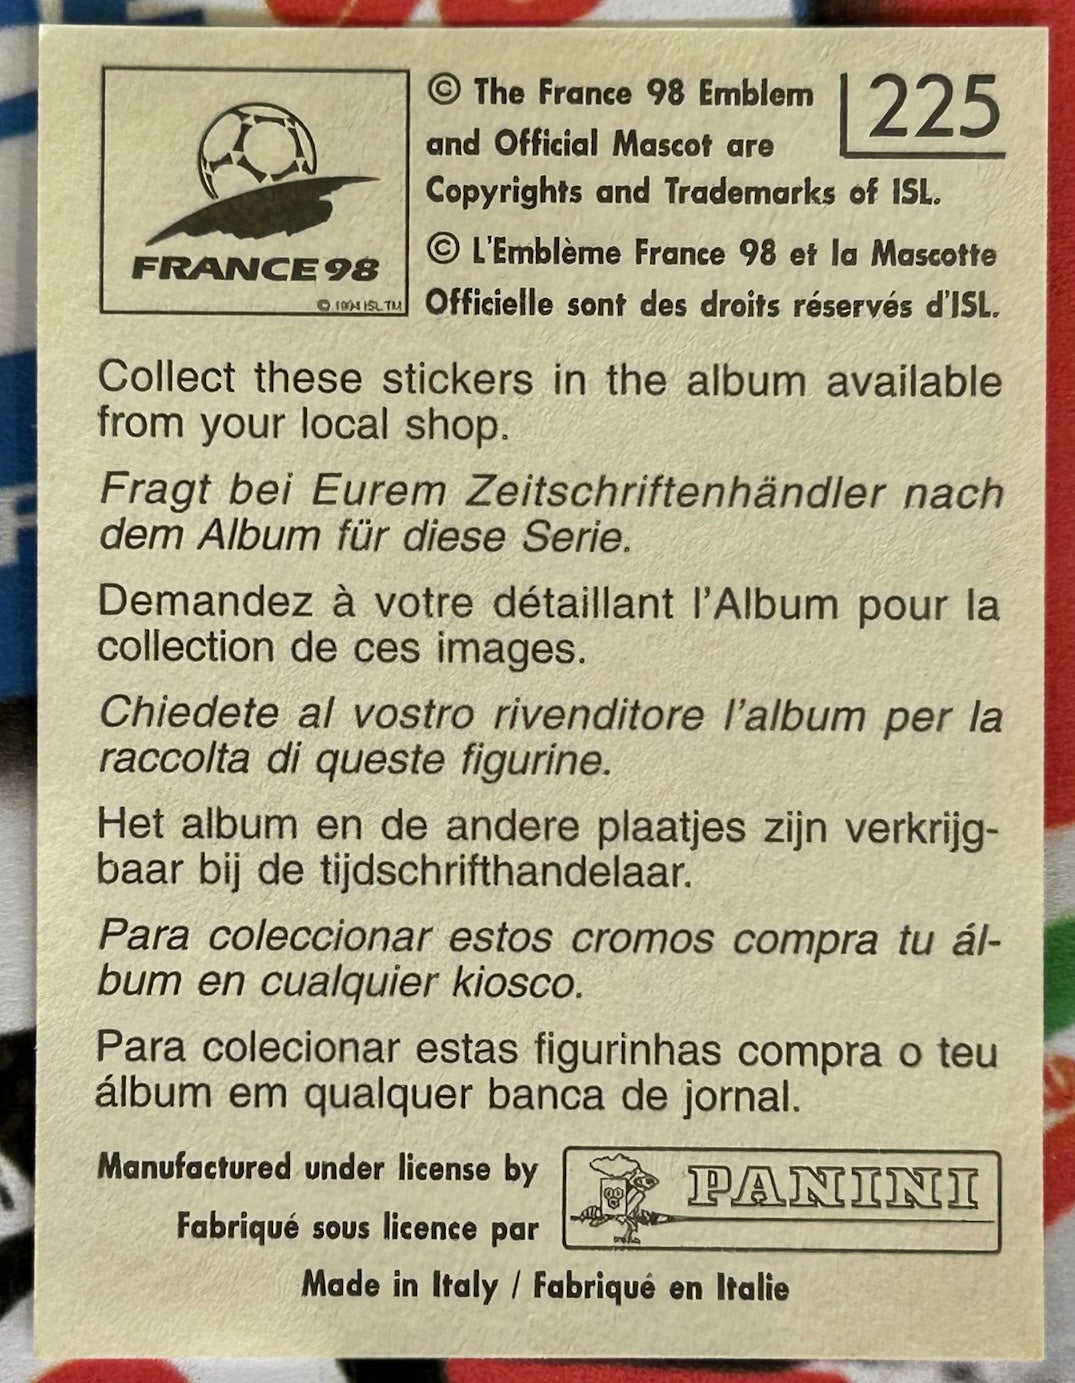 © The France 98 Emblem
and Official Mascot are
Copyrights and Trademarks of ISL.
225
© L'Emblème France 98 et la Mascotte
Officielle sont des droits réservés d'ISL.
FRANCE 98
© 1994 ISL TM
Collect these stickers in the album available
from your local shop.
Fragt bei Eurem Zeitschriftenhändler nach
dem Album für diese Serie.
Demandez à votre détaillant l'Album pour la
collection de ces images.
Chiedete al vostro rivenditore l'album per la
raccolta di queste figurine.
Het album en de andere plaatjes zijn verkrijg-
baar bij de tijdschrifthandelaar.
Para coleccionar estos cromos compra tu ál-
bum en cualquier kiosco.
Para colecionar estas figurinhas compra o teu
álbum em qualquer banca de jornal.
Manufactured under license by
Fabriqué sous licence par
PANINI
Made in Italy / Fabriqué en Italie